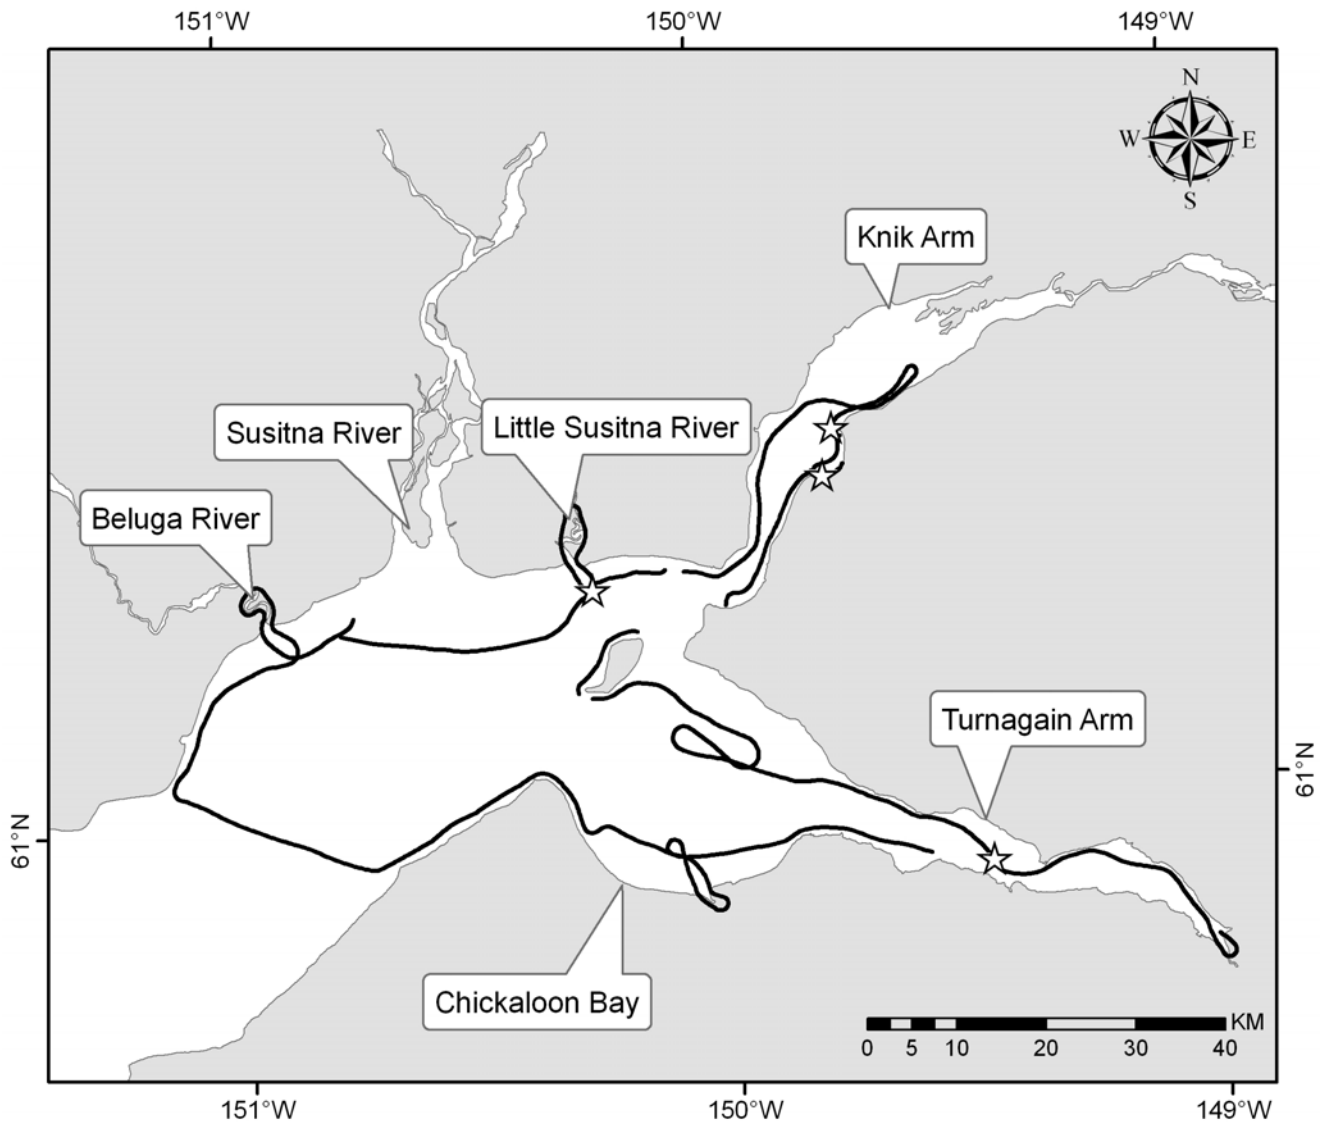 151°W 150°W 149°W
N
W E
S
Knik Arm
Susitna River
Little Susitna River
Beluga River
Turnagain Arm
61°N
61°N
Chickaloon Bay
KM
0 5 10 20 30 40
151°W 150°W 149°W